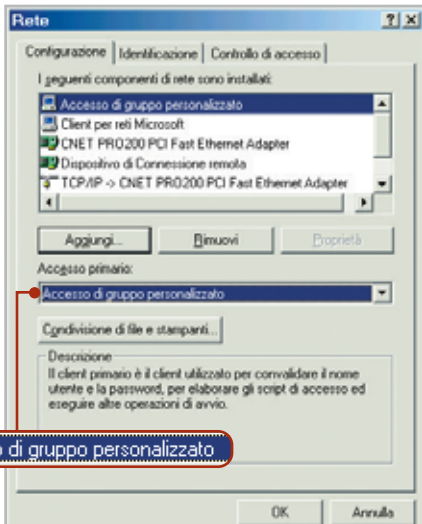 Rete
Configurazione Identificazione Controllo di accesso
I seguenti componenti di rete sono installati:
Accesso di gruppo personalizzato
Client per reti Microsoft
CNET PRO200 PCI Fast Ethernet Adapter
Dispositivo di Connessione remota
TCP/IP -> CNET PRO200 PCI Fast Ethernet Adapter
Aggiungi... Rimuovi Proprietà
Accesso primario:
Accesso di gruppo personalizzato
Condivisione di file e stampanti...
Descrizione
Il client primario è il client utilizzato per convalidare il nome
utente e la password, per elaborare gli script di accesso ed
eseguire altre operazioni di avvio.
o di gruppo personalizzato
OK Annulla